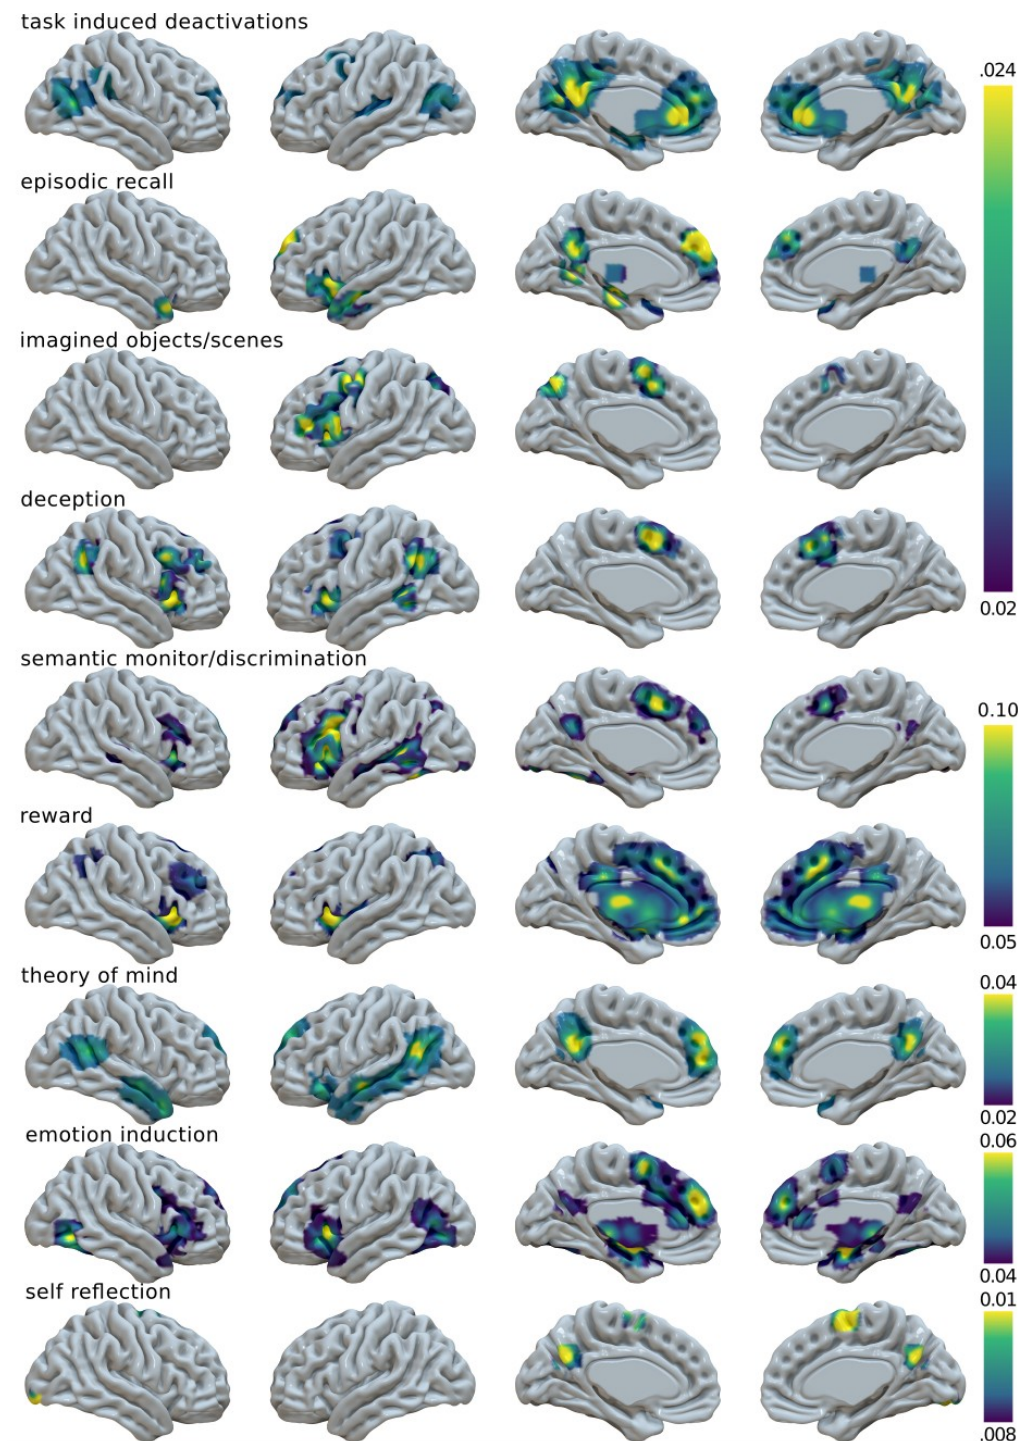 task induced deactivations
.024
episodic recall
imagined objects/scenes
deception
0.02
semantic monitor/discrimination
0.10
reward
0.05
theory of mind
0.04
0.02
emotion induction
0.06
0.04
self reflection
0.01
.008